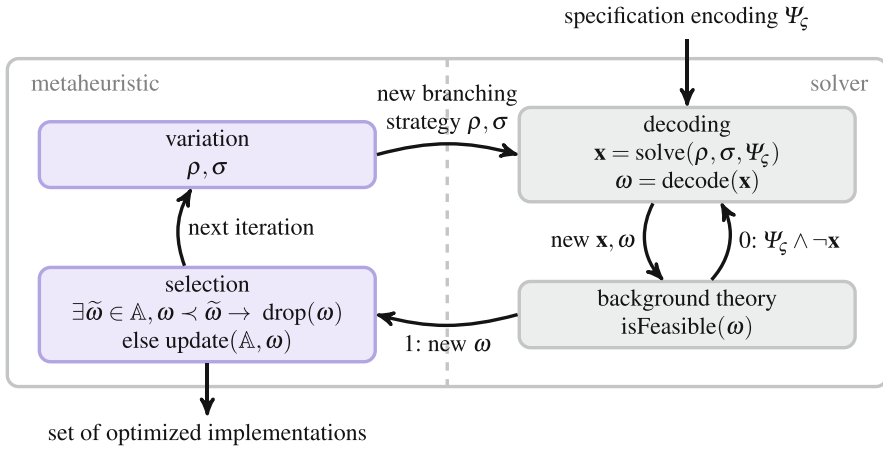 specification encoding Ψς
metaheuristic
solver
new branching
strategy ρ, σ
variation
ρ, σ
decoding
x = solve(ρ, σ, Ψς)
ω = decode(x)
next iteration
new x, ω
0: Ψς ∧ ¬x
selection
∃ω̃ ∈ 𝔸, ω ≺ ω̃ → drop(ω)
else update(𝔸, ω)
background theory
isFeasible(ω)
1: new ω
set of optimized implementations